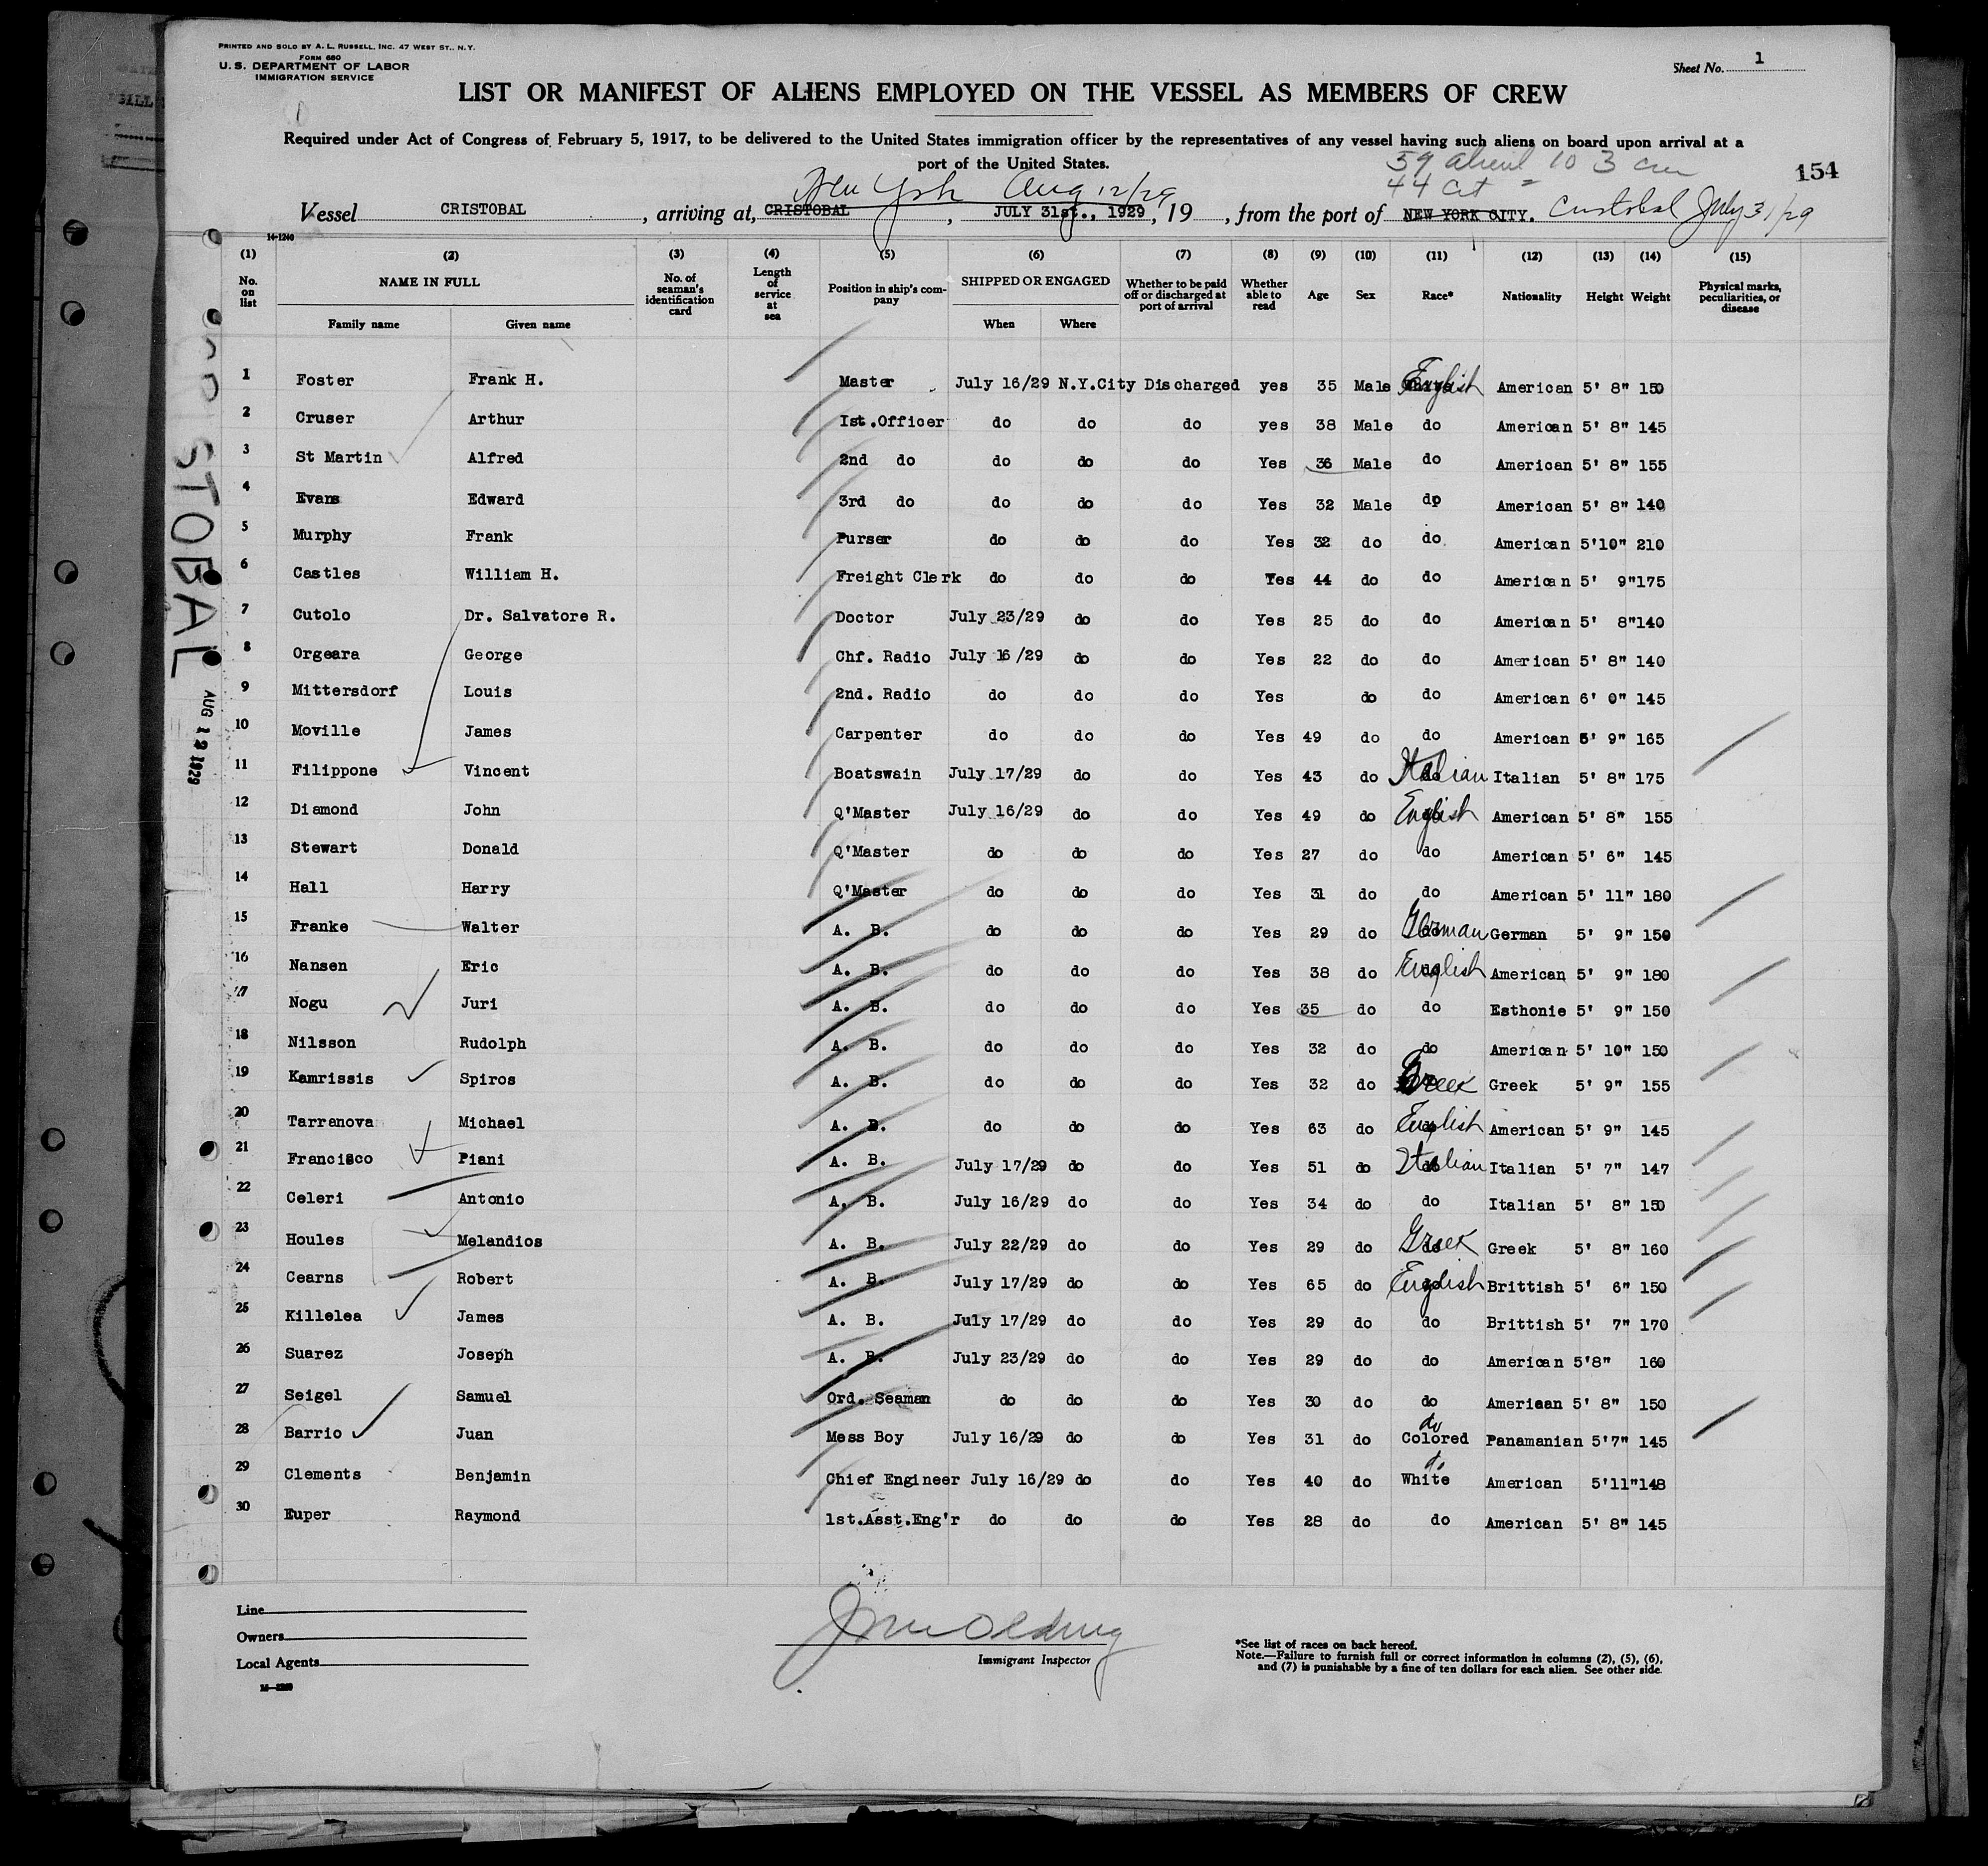 PRINTED AND SOLD BY A. L. RUSSELL, INC. 47 WEST ST., N. Y.
FORM 680
U. S. DEPARTMENT OF LABOR
IMMIGRATION SERVICE
Sheet No. 1
LIST OR MANIFEST OF ALIENS EMPLOYED ON THE VESSEL AS MEMBERS OF CREW
Required under Act of Congress of February 5, 1917, to be delivered to the United States immigration officer by the representatives of any vessel having such aliens on board upon arrival at a
port of the United States.
59 10 3
44
154
New York Aug 12/29
Vessel CRISTOBAL, arriving at, CRISTOBAL, JULY 31st., 1929, 19 , from the port of NEW YORK CITY. Cristobal July 31/29
14-1240
(1) (2) (3) (4) (5) (6) (7) (8) (9) (10) (11) (12) (13) (14) (15)
No. on list NAME IN FULL No. of seaman's identification card Length of service at sea Position in ship's company SHIPPED OR ENGAGED Whether to be paid off or discharged at port of arrival Whether able to read Age Sex Race* Nationality Height Weight Physical marks, peculiarities, or disease
Family name Given name When Where
1 Foster Frank H. Master July 16/29 N.Y.City Discharged yes 35 Male English American 5' 8" 150
2 Cruser Arthur Ist.Officer do do do yes 38 Male do American 5' 8" 145
3 St Martin Alfred 2nd do do do do Yes 36 Male do American 5' 8" 155
4 Evans Edward 3rd do do do do Yes 32 Male do American 5' 8" 140
5 Murphy Frank Purser do do do Yes 32 do do American 5'10" 210
6 Castles William H. Freight Clerk do do do Yes 44 do do American 5' 9" 175
7 Cutolo Dr. Salvatore R. Doctor July 23/29 do do Yes 25 do do American 5' 8" 140
8 Orgeara George Chf. Radio July 16/29 do do Yes 22 do do American 5' 8" 140
9 Mittersdorf Louis 2nd. Radio do do do Yes do do American 6' 0" 145
10 Moville James Carpenter do do do Yes 49 do do American 5' 9" 165
11 Filippone Vincent Boatswain July 17/29 do do Yes 43 do Italian Italian 5' 8" 175
12 Diamond John Q'Master July 16/29 do do Yes 49 do English American 5' 8" 155
13 Stewart Donald Q'Master do do do Yes 27 do do American 5' 6" 145
14 Hall Harry Q'Master do do do Yes 31 do do American 5' 11" 180
15 Franke Walter A. B. do do do Yes 29 do German German 5' 9" 150
16 Nansen Eric A. B. do do do Yes 38 do English American 5' 9" 180
17 Nogu Juri A. B. do do do Yes 35 do do Esthonie 5' 9" 150
18 Nilsson Rudolph A. B. do do do Yes 32 do do American 5' 10" 150
19 Kamrissis Spiros A. B. do do do Yes 32 do Greek Greek 5' 9" 155
20 Tarranova Michael A. B. do do do Yes 63 do English American 5' 9" 145
21 Francisco Piani A. B. July 17/29 do do Yes 51 do Italian Italian 5' 7" 147
22 Celeri Antonio A. B. July 16/29 do do Yes 34 do do Italian 5' 8" 150
23 Houles Melandios A. B. July 22/29 do do Yes 29 do Greek Greek 5' 8" 160
24 Cearns Robert A. B. July 17/29 do do Yes 65 do English Brittish 5' 6" 150
25 Killelea James A. B. July 17/29 do do Yes 29 do do Brittish 5' 7" 170
26 Suarez Joseph A. B. July 23/29 do do Yes 29 do do American 5'8" 160
27 Seigel Samuel Ord. Seaman do do do Yes 30 do do American 5' 8" 150
28 Barrio Juan Mess Boy July 16/29 do do Yes 31 do do Colored Panamanian 5'7" 145
29 Clements Benjamin Chief Engineer July 16/29 do do Yes 40 do do White American 5'11" 148
30 Euper Raymond 1st.Asst.Eng'r do do do Yes 28 do do American 5' 8" 145
STOBAL
AUG 12 1929
Line
Owners
Local Agents
Immigrant Inspector
*See list of races on back hereof.
Note.—Failure to furnish full or correct information in columns (2), (5), (6),
and (7) is punishable by a fine of ten dollars for each alien. See other side.